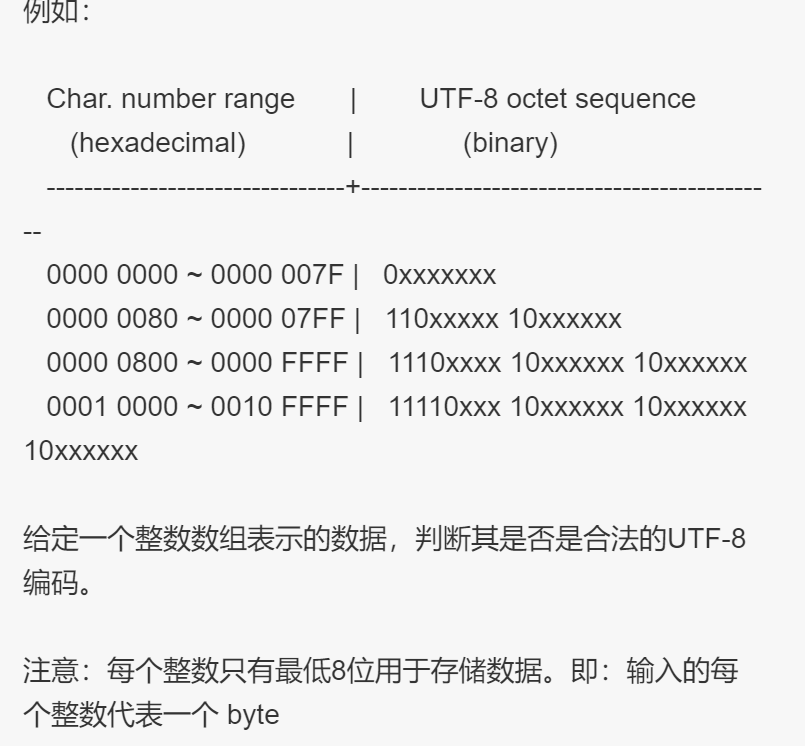 例如：
Char. number range | UTF-8 octet sequence
(hexadecimal) | (binary)
--------------------------------+-------------------------------------------
--
0000 0000 ~ 0000 007F | 0xxxxxxx
0000 0080 ~ 0000 07FF | 110xxxxx 10xxxxxx
0000 0800 ~ 0000 FFFF | 1110xxxx 10xxxxxx 10xxxxxx
0001 0000 ~ 0010 FFFF | 11110xxx 10xxxxxx 10xxxxxx
10xxxxxx
给定一个整数数组表示的数据，判断其是否是合法的UTF-8
编码。
注意：每个整数只有最低8位用于存储数据。即：输入的每
个整数代表一个 byte